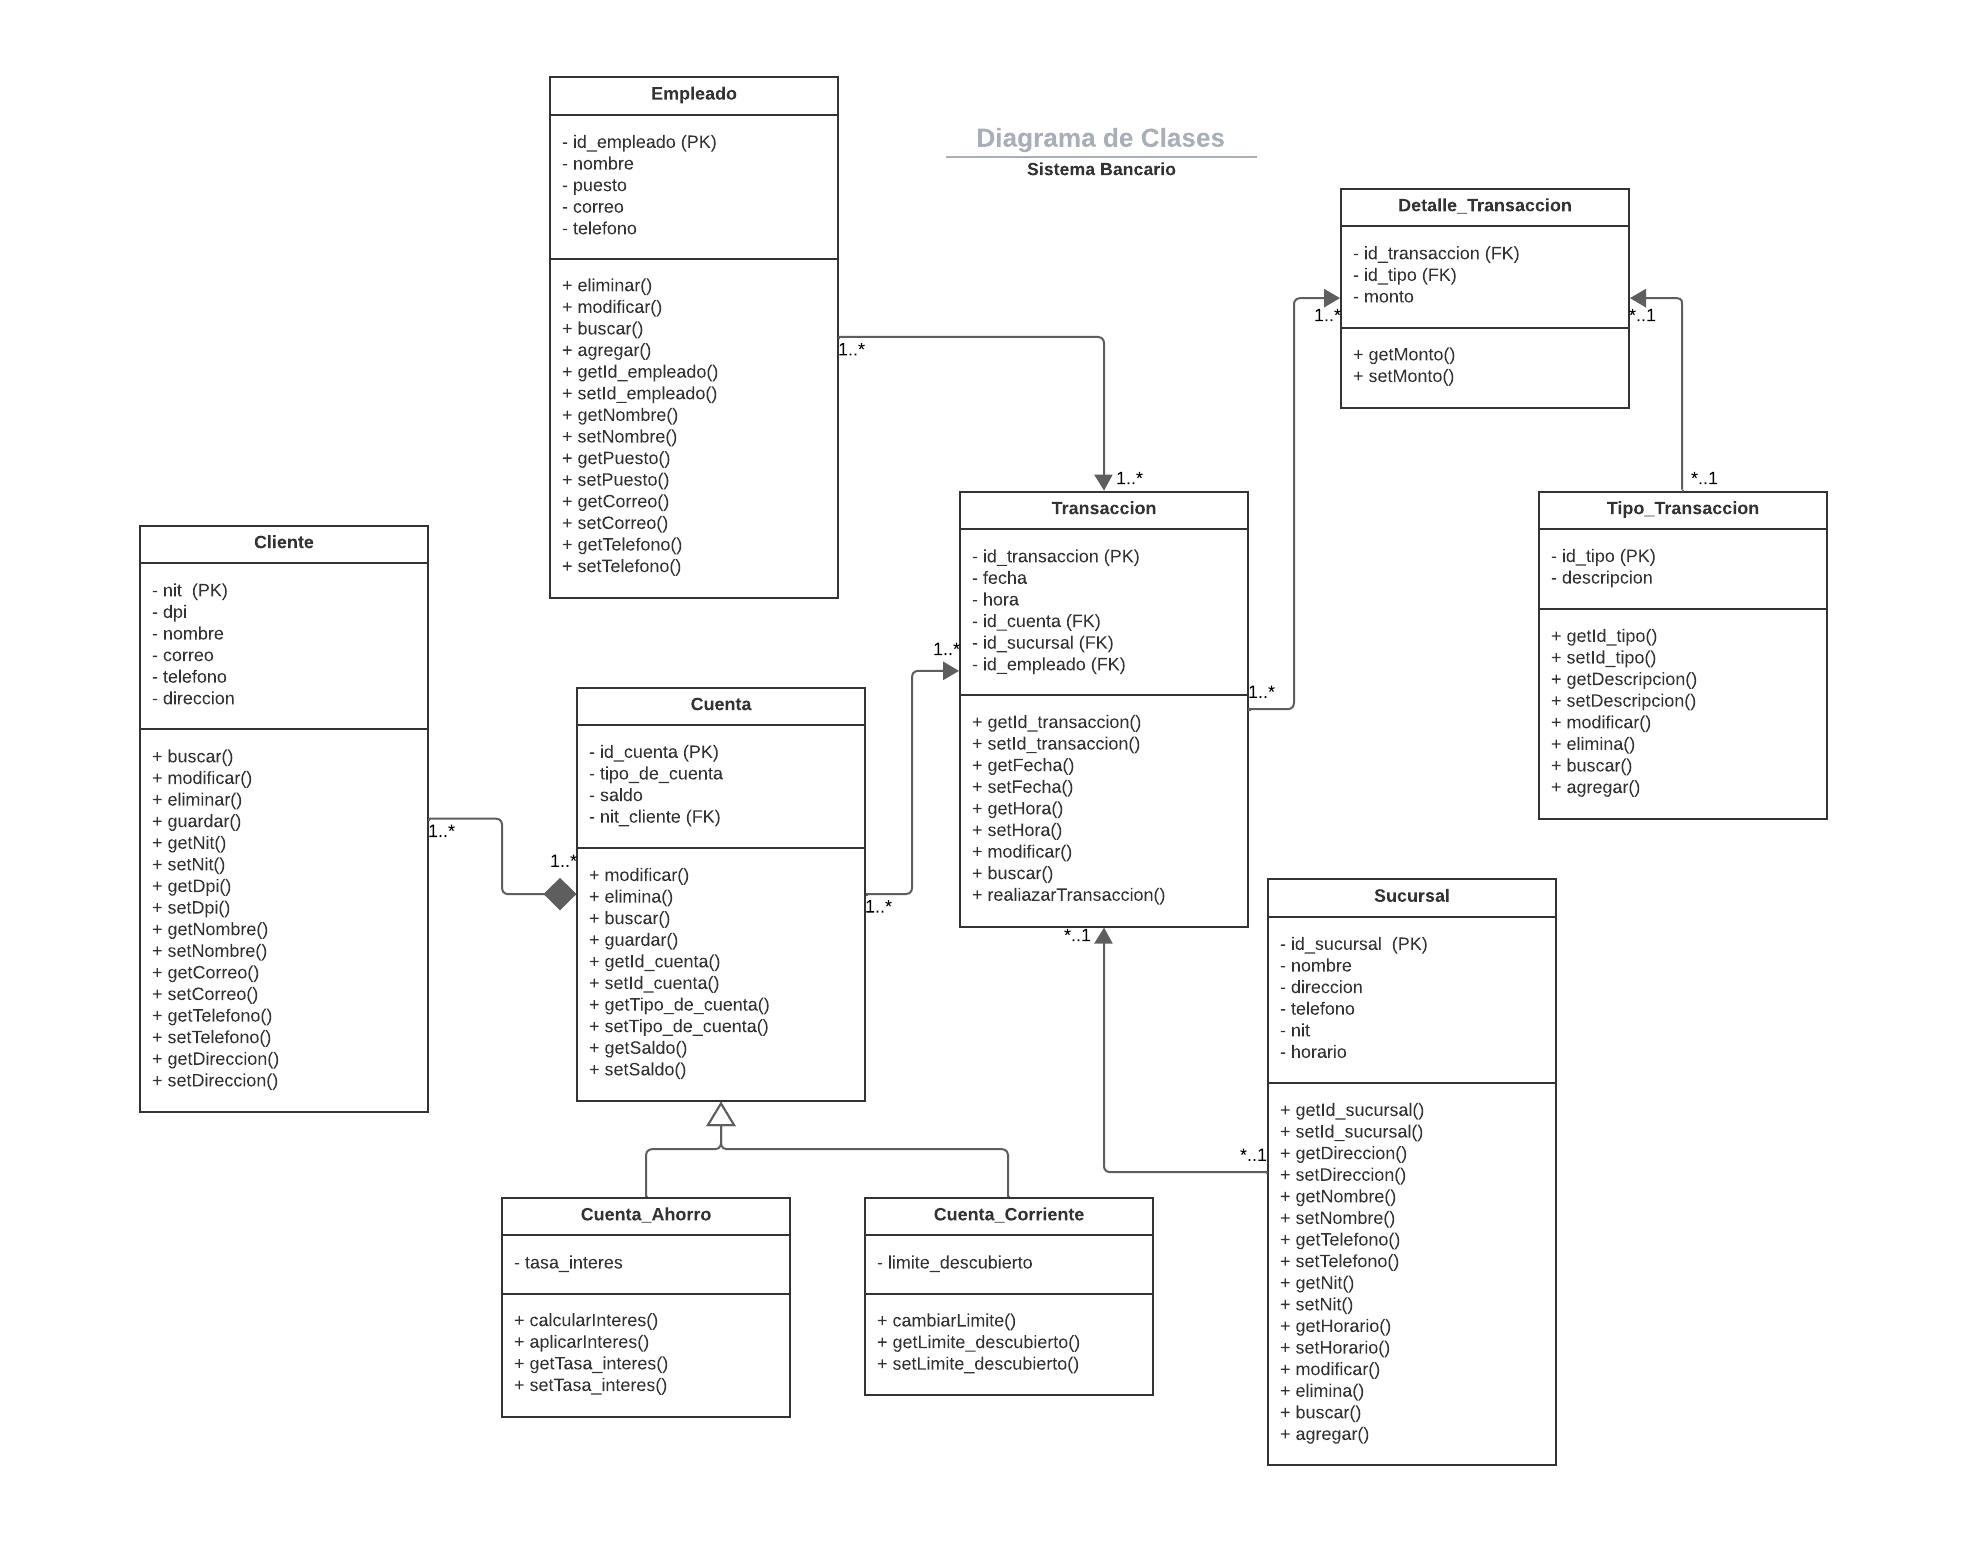 Diagrama de Clases
Sistema Bancario
Empleado
- id_empleado (PK)
- nombre
- puesto
- correo
- telefono
+ eliminar()
+ modificar()
+ buscar()
+ agregar()
+ getId_empleado()
+ setId_empleado()
+ getNombre()
+ setNombre()
+ getPuesto()
+ setPuesto()
+ getCorreo()
+ setCorreo()
+ getTelefono()
+ setTelefono()
1..*
1..*
Detalle_Transaccion
- id_transaccion (FK)
- id_tipo (FK)
- monto
+ getMonto()
+ setMonto()
1..*
*..1
*..1
Cliente
- nit  (PK)
- dpi
- nombre
- correo
- telefono
- direccion
+ buscar()
+ modificar()
+ eliminar()
+ guardar()
+ getNit()
+ setNit()
+ getDpi()
+ setDpi()
+ getNombre()
+ setNombre()
+ getCorreo()
+ setCorreo()
+ getTelefono()
+ setTelefono()
+ getDireccion()
+ setDireccion()
1..*
1..*
Cuenta
- id_cuenta (PK)
- tipo_de_cuenta
- saldo
- nit_cliente (FK)
+ modificar()
+ elimina()
+ buscar()
+ guardar()
+ getId_cuenta()
+ setId_cuenta()
+ getTipo_de_cuenta()
+ setTipo_de_cuenta()
+ getSaldo()
+ setSaldo()
1..*
1..*
Transaccion
- id_transaccion (PK)
- fecha
- hora
- id_cuenta (FK)
- id_sucursal (FK)
- id_empleado (FK)
+ getId_transaccion()
+ setId_transaccion()
+ getFecha()
+ setFecha()
+ getHora()
+ setHora()
+ modificar()
+ buscar()
+ realiazarTransaccion()
1..*
*..1
Tipo_Transaccion
- id_tipo (PK)
- descripcion
+ getId_tipo()
+ setId_tipo()
+ getDescripcion()
+ setDescripcion()
+ modificar()
+ elimina()
+ buscar()
+ agregar()
Sucursal
- id_sucursal  (PK)
- nombre
- direccion
- telefono
- nit
- horario
+ getId_sucursal()
+ setId_sucursal()
+ getDireccion()
+ setDireccion()
+ getNombre()
+ setNombre()
+ getTelefono()
+ setTelefono()
+ getNit()
+ setNit()
+ getHorario()
+ setHorario()
+ modificar()
+ elimina()
+ buscar()
+ agregar()
*..1
Cuenta_Ahorro
- tasa_interes
+ calcularInteres()
+ aplicarInteres()
+ getTasa_interes()
+ setTasa_interes()
Cuenta_Corriente
- limite_descubierto
+ cambiarLimite()
+ getLimite_descubierto()
+ setLimite_descubierto()